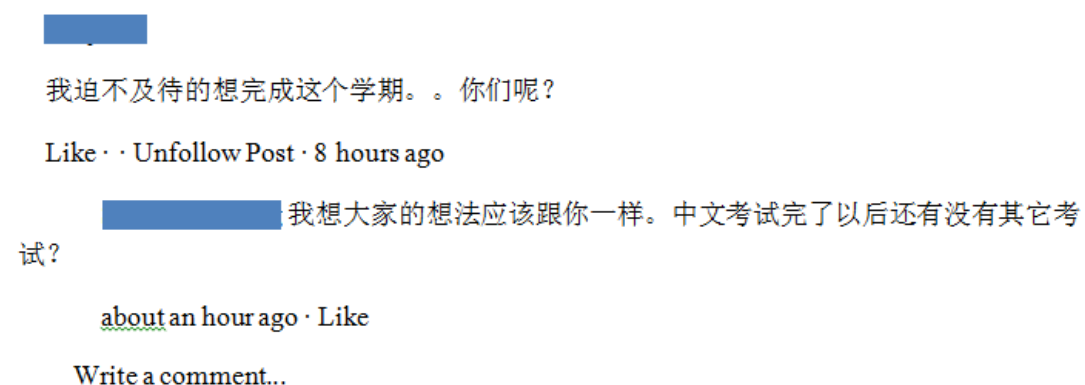 我迫不及待的想完成这个学期。。你们呢？
Like · · Unfollow Post · 8 hours ago
我想大家的想法应该跟你一样。中文考试完了以后还有没有其它考
试？
about an hour ago · Like
Write a comment...